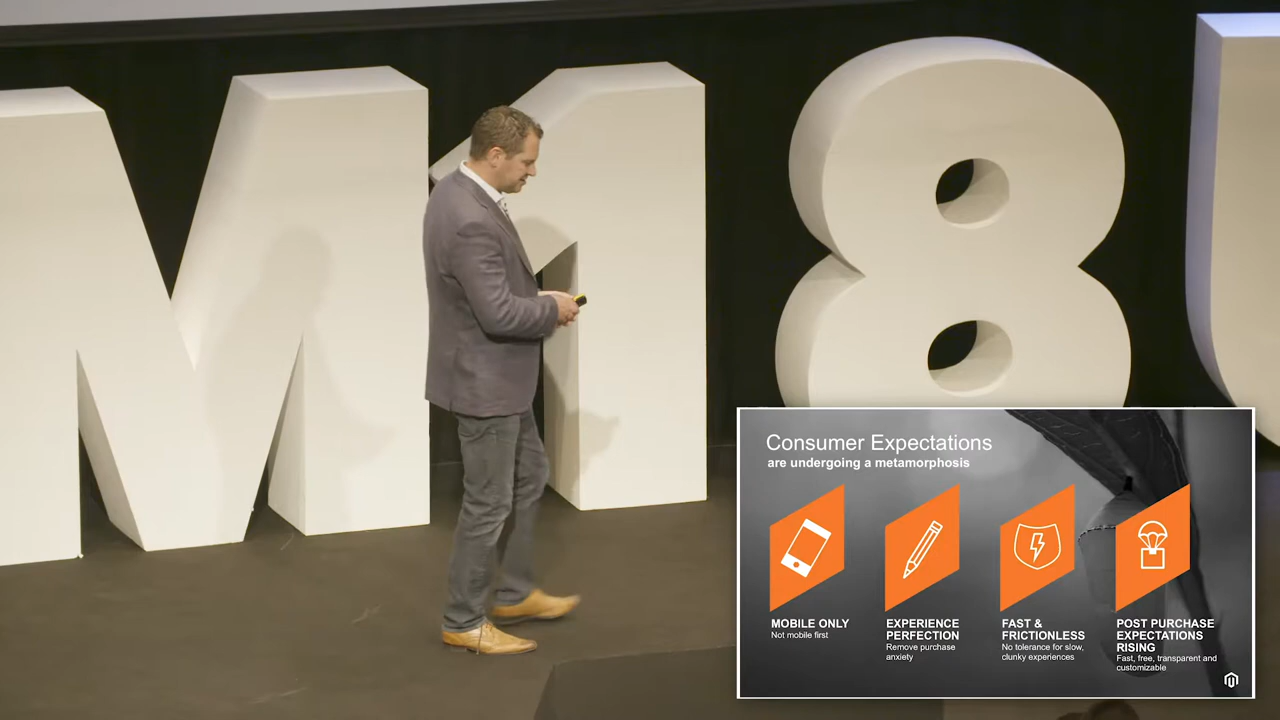 M18U
Consumer Expectations
are undergoing a metamorphosis
MOBILE ONLY
Not mobile first
EXPERIENCE
PERFECTION
Remove purchase
anxiety
FAST &
FRICTIONLESS
No tolerance for slow,
clunky experiences
POST PURCHASE
EXPECTATIONS
RISING
Fast, free, transparent and
customizable